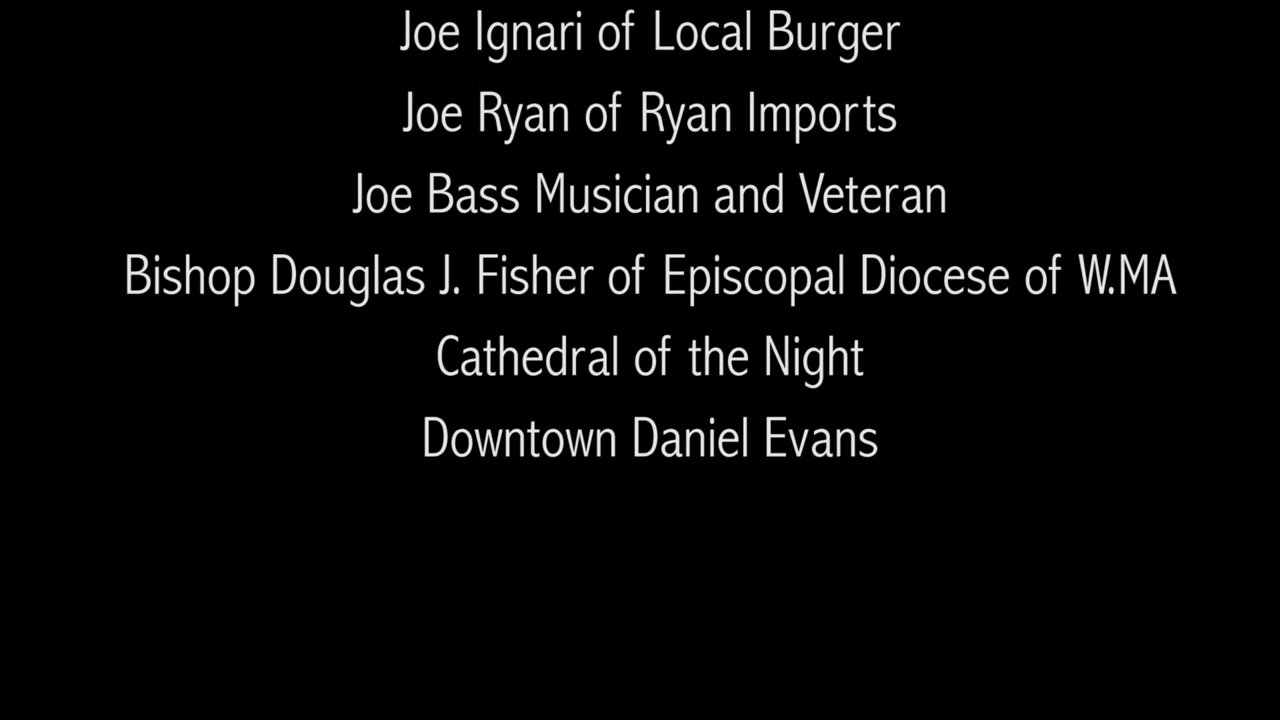 Joe Ignari of Local Burger
Joe Ryan of Ryan Imports
Joe Bass Musician and Veteran
Bishop Douglas J. Fisher of Episcopal Diocese of W.MA
Cathedral of the Night
Downtown Daniel Evans